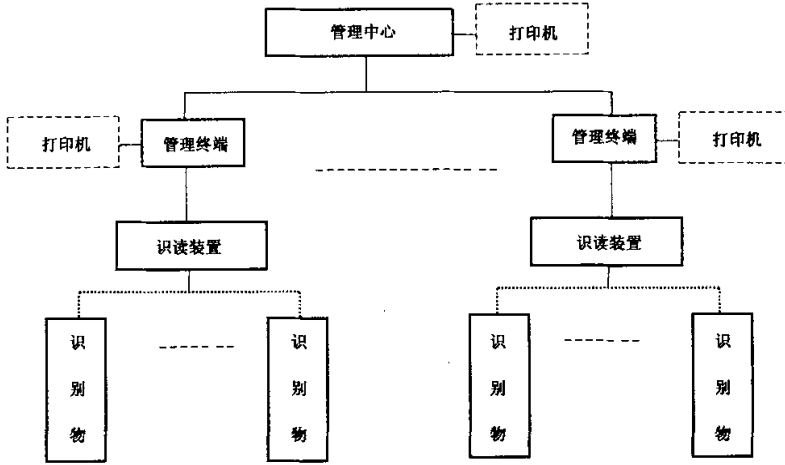 管理中心
打印机
打印机
管理终端
管理终端
打印机
识读装置
识读装置
识别物
识别物
识别物
识别物